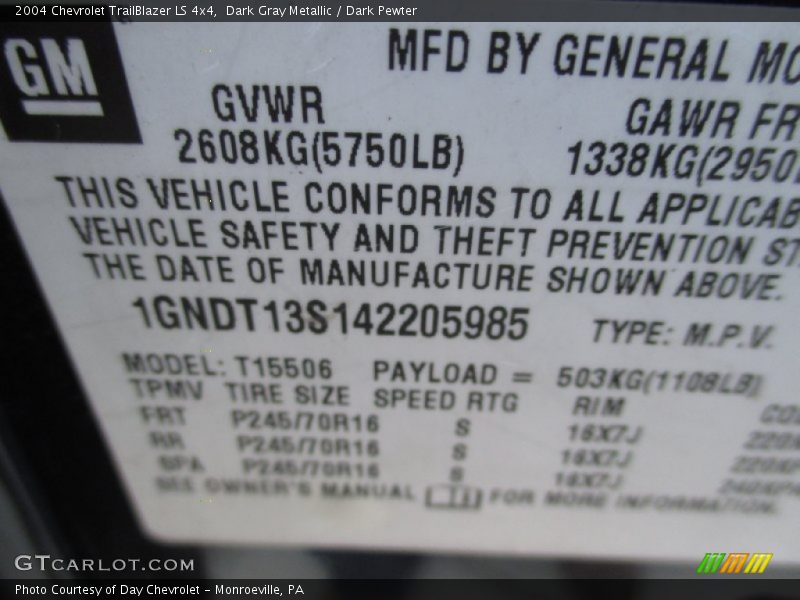 2004 Chevrolet TrailBlazer LS 4x4, Dark Gray Metallic / Dark Pewter
GM
MFD BY GENERAL MO
GVWR GAWR FR
2608KG(5750LB) 1338KG(2950L
THIS VEHICLE CONFORMS TO ALL APPLICAB
VEHICLE SAFETY AND THEFT PREVENTION ST
THE DATE OF MANUFACTURE SHOWN ABOVE.
1GNDT13S142205985 TYPE: M.P.V.
MODEL: T15506 PAYLOAD = 503KG(1108LB)
TPMV TIRE SIZE SPEED RTG RIM
FRT P245/70R16 S 16X7J
RR P245/70R16 S 16X7J
SPA P245/70R16 S 16X7J
SEE OWNER'S MANUAL FOR MORE INFORMATION.
GTCARLOT.COM
Photo Courtesy of Day Chevrolet - Monroeville, PA